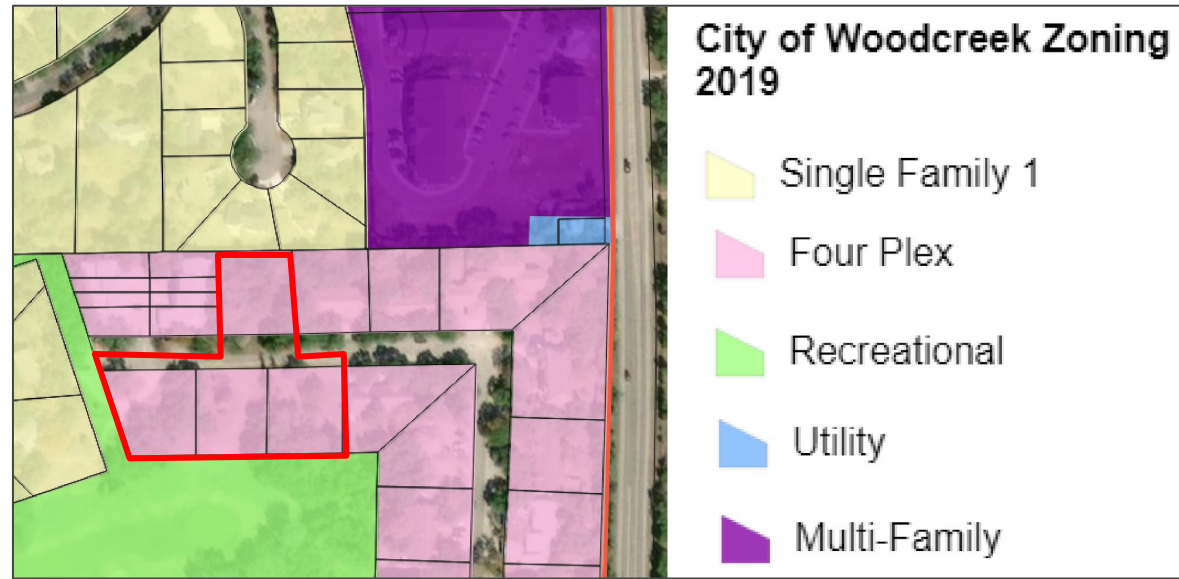 City of Woodcreek Zoning
2019
Single Family 1
Four Plex
Recreational
Utility
Multi-Family